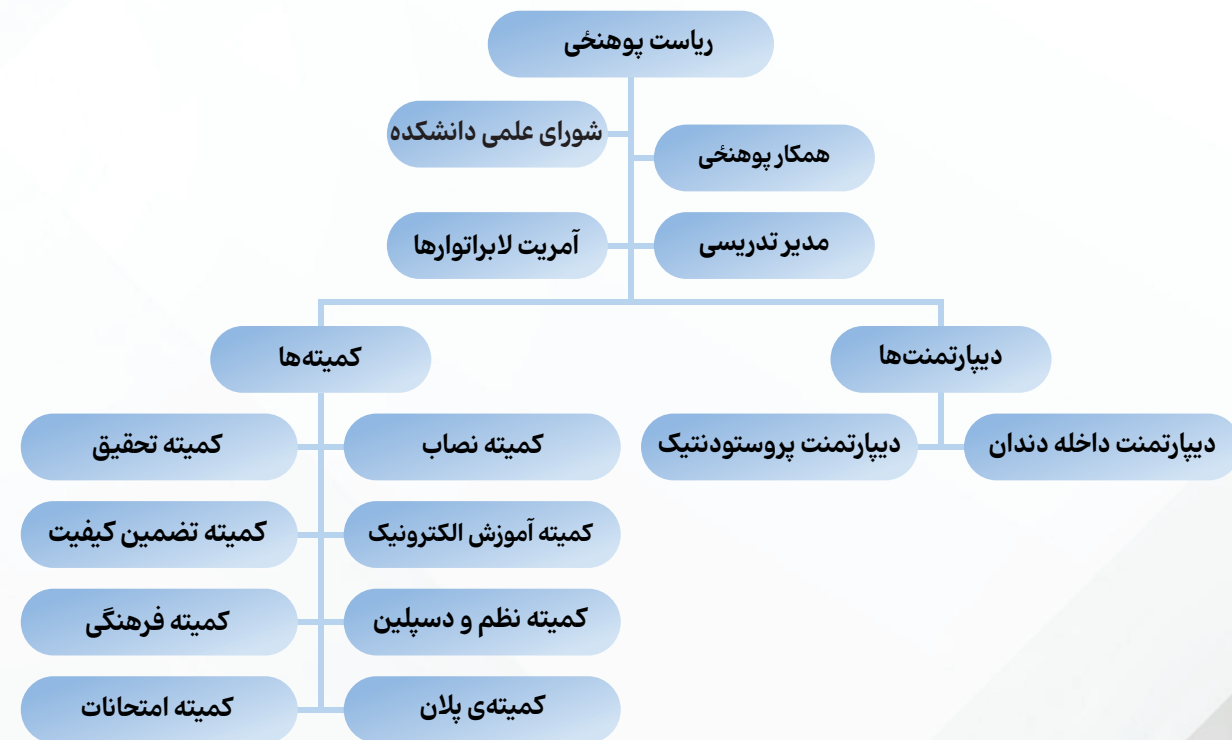 ریاست پوهنځی
شورای علمی دانشکده
همکار پوهنځی
مدیر تدریسی
آمریت لابراتوارها
دیپارتمنت‌ها
کمیته‌ها
دیپارتمنت داخله دندان
دیپارتمنت پروستودنتیک
کمیته نصاب
کمیته تحقیق
کمیته آموزش الکترونیک
کمیته تضمین کیفیت
کمیته نظم و دسپلین
کمیته فرهنگی
کمیته‌ی پلان
کمیته امتحانات